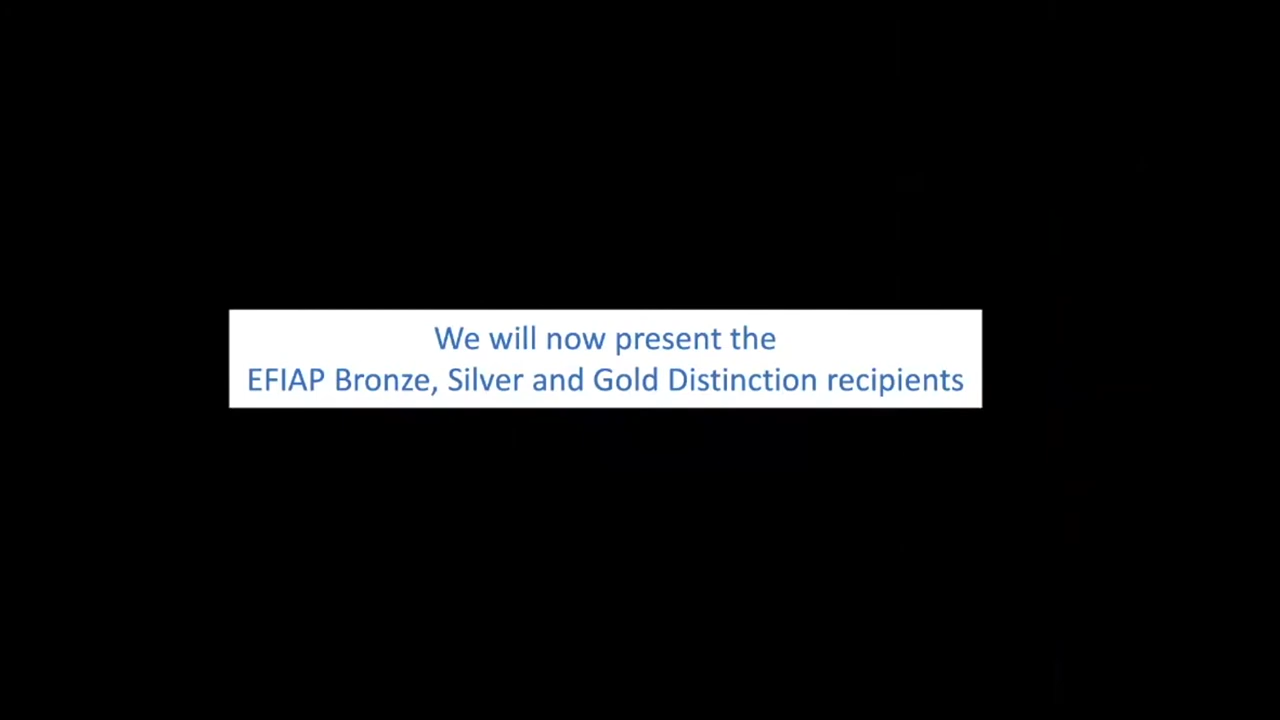 We will now present the
EFIAP Bronze, Silver and Gold Distinction recipients